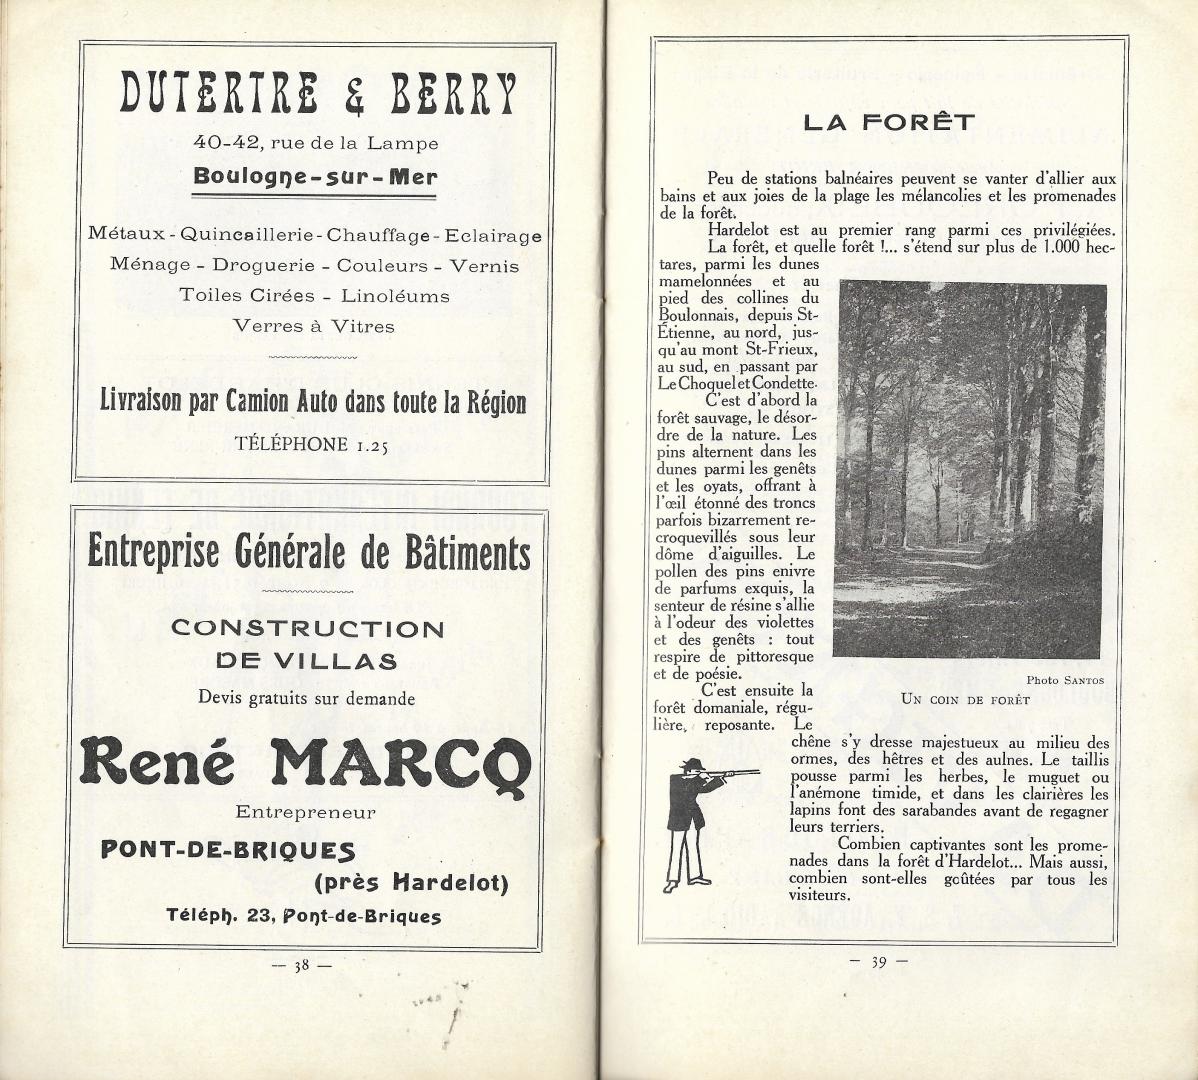 DUTERTRE & BERRY
40-42, rue de la Lampe
Boulogne-sur-Mer
Métaux - Quincaillerie - Chauffage - Eclairage
Ménage - Droguerie - Couleurs - Vernis
Toiles Cirées - Linoléums
Verres à Vitres
Livraison par Camion Auto dans toute la Région
TÉLÉPHONE 1.25
Entreprise Générale de Bâtiments
CONSTRUCTION
DE VILLAS
Devis gratuits sur demande
René MARCQ
Entrepreneur
PONT-DE-BRIQUES
(près Hardelot)
Téléph. 23, Pont-de-Briques
— 38 —
LA FORÊT
Peu de stations balnéaires peuvent se vanter d'allier aux
bains et aux joies de la plage les mélancolies et les promenades
de la forêt.
Hardelot est au premier rang parmi ces privilégiées.
La forêt, et quelle forêt !... s'étend sur plus de 1.000 hec-
tares, parmi les dunes
mamelonnées et au
pied des collines du
Boulonnais, depuis St-
Étienne, au nord, jus-
qu'au mont St-Frieux,
au sud, en passant par
Le Choquel et Condette.
C'est d'abord la
forêt sauvage, le désor-
dre de la nature. Les
pins alternent dans les
dunes parmi les genêts
et les oyats, offrant à
l'œil étonné des troncs
parfois bizarrement re-
croquevillés sous leur
dôme d'aiguilles. Le
pollen des pins enivre
de parfums exquis, la
senteur de résine s'allie
à l'odeur des violettes
et des genêts : tout
respire de pittoresque
et de poésie.
C'est ensuite la
forêt domaniale, régu-
lière, reposante. Le
chêne s'y dresse majestueux au milieu des
ormes, des hêtres et des aulnes. Le taillis
pousse parmi les herbes, le muguet ou
l'anémone timide, et dans les clairières les
lapins font des sarabandes avant de regagner
leurs terriers.
Combien captivantes sont les prome-
nades dans la forêt d'Hardelot... Mais aussi,
combien sont-elles goûtées par tous les
visiteurs.
Photo SANTOS
UN COIN DE FORÊT
— 39 —